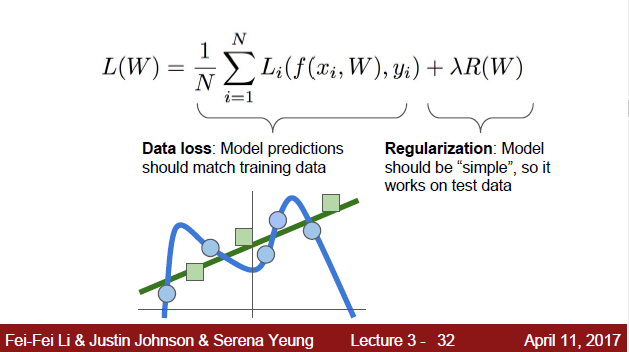 L(W) = \frac{1}{N} \sum_{i=1}^{N} L_i(f(x_i, W), y_i) + λR(W)
Data loss: Model predictions
should match training data
Regularization: Model
should be “simple”, so it
works on test data
Fei-Fei Li & Justin Johnson & Serena Yeung Lecture 3 - 32 April 11, 2017